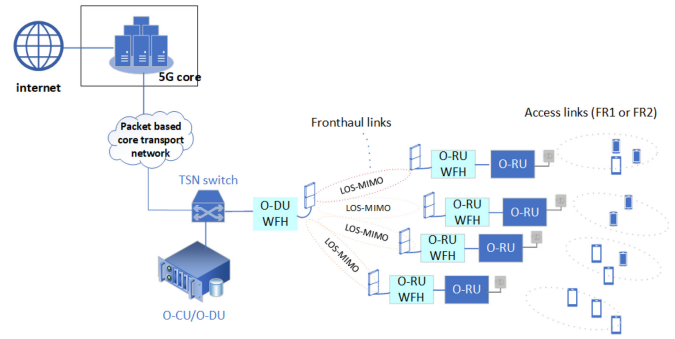 internet
5G core
Packet based
core transport
network
TSN switch
O-CU/O-DU
O-DU
WFH
Fronthaul links
Access links (FR1 or FR2)
LOS-MIMO
O-RU
WFH
O-RU
LOS-MIMO
O-RU
WFH
O-RU
LOS-MIMO
O-RU
WFH
O-RU
LOS-MIMO
O-RU
WFH
O-RU